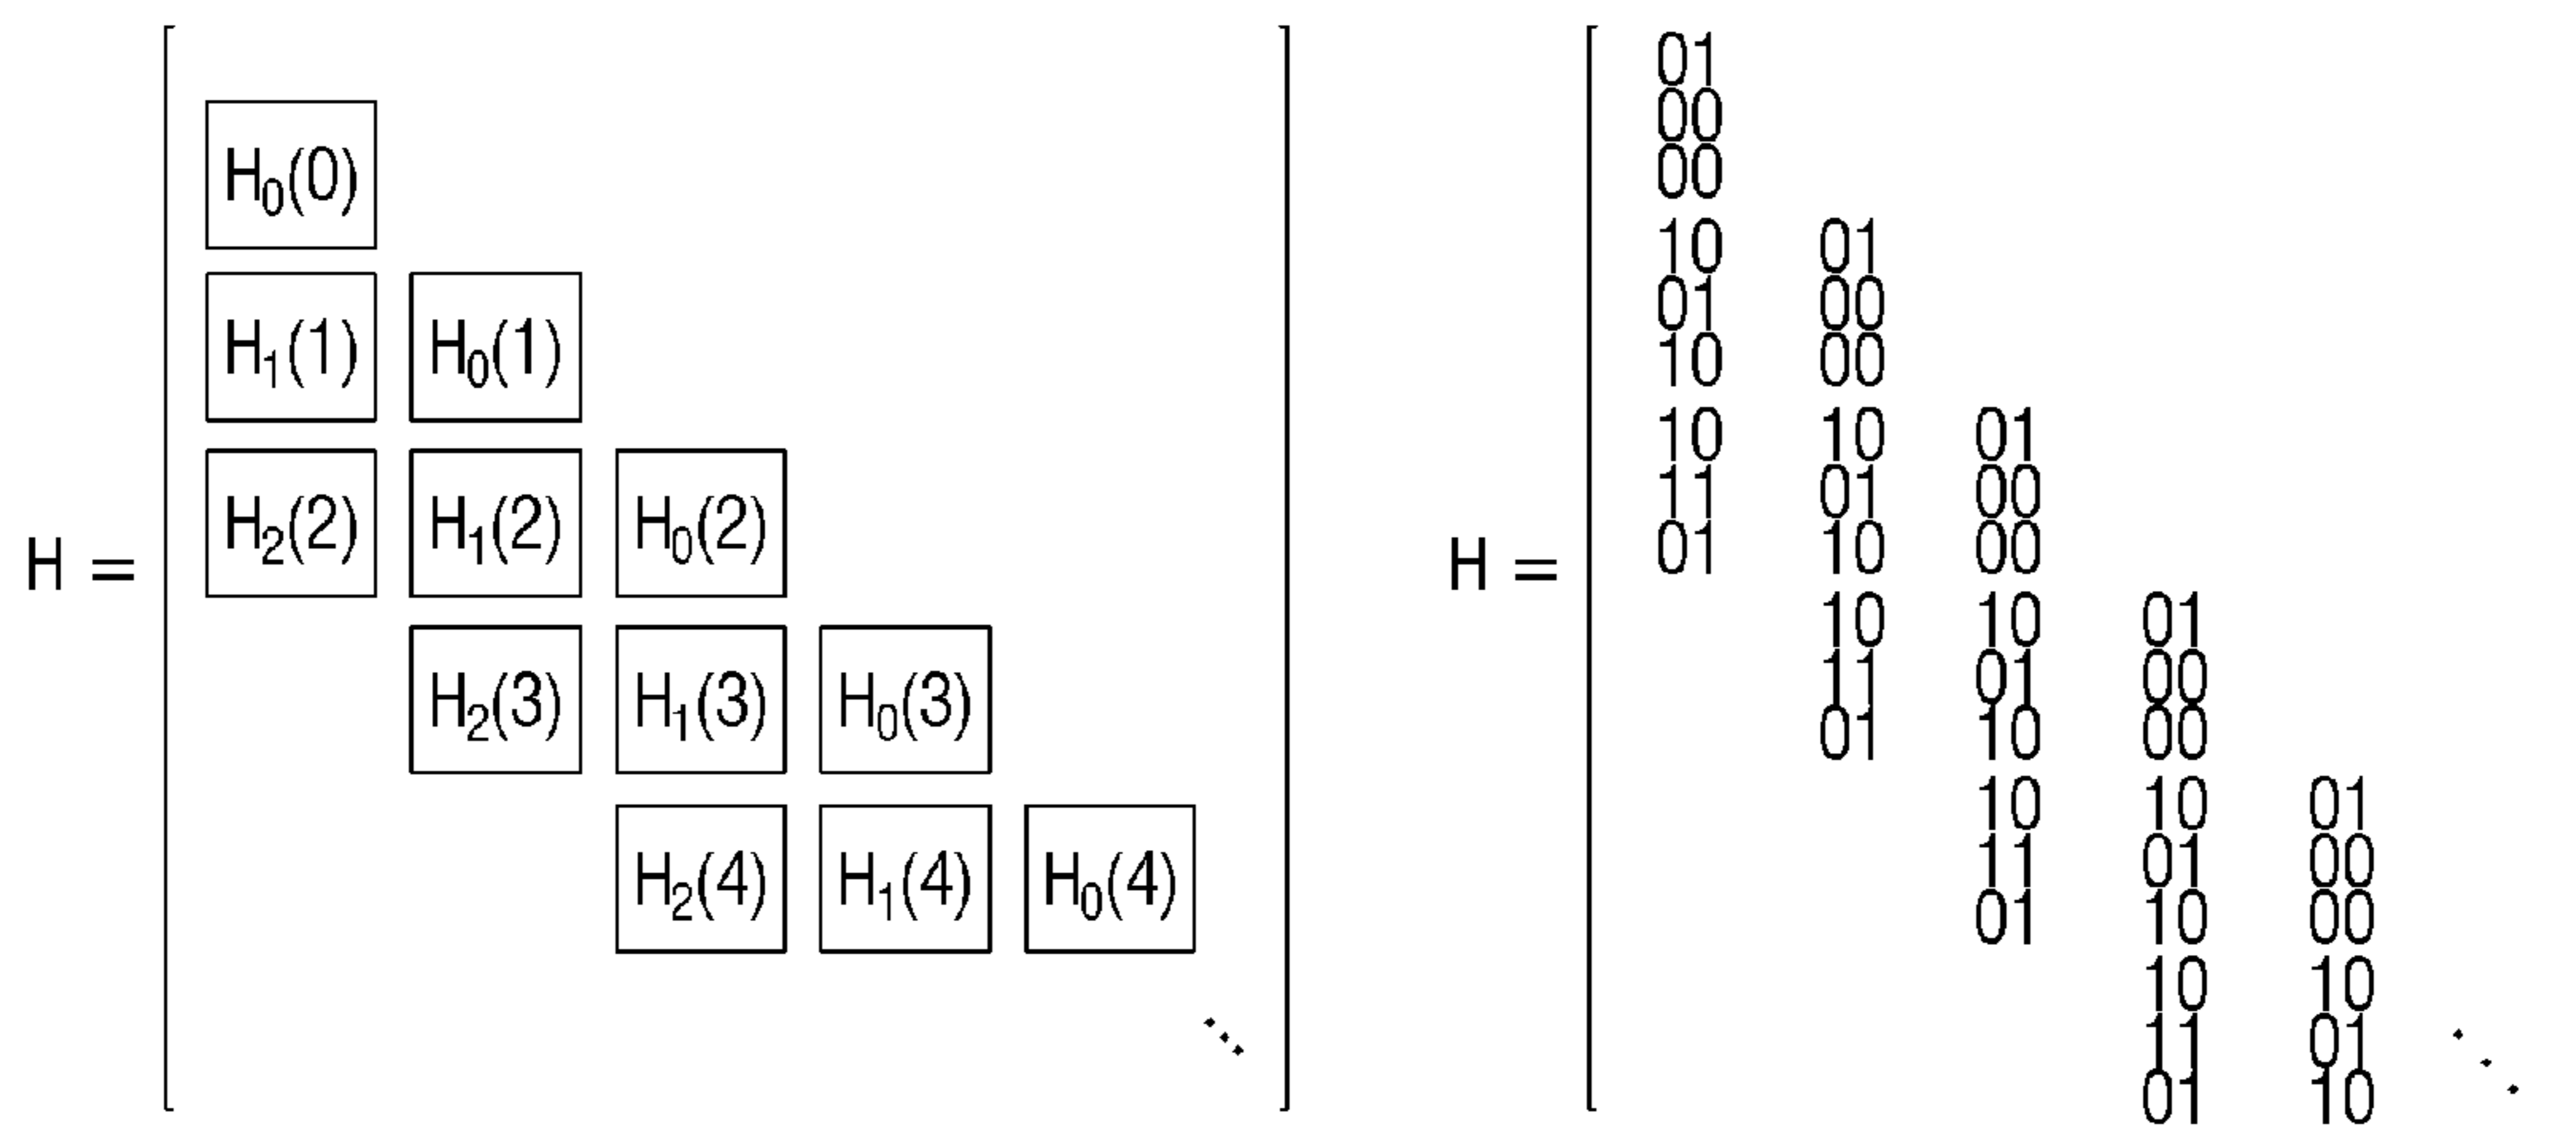 H₀(0)
H₁(1) H₀(1)
H₂(2) H₁(2) H₀(2)
H =
H₂(3) H₁(3) H₀(3)
H₂(4) H₁(4) H₀(4)
⋱
01
00
00
10 01
01 00
10 00
10 10 01
11 01 00
01 10 00
H =
10 10 01
11 01 00
01 10 00
10 10 01
11 01 00
01 10 00
10 10
11 01 ⋱
01 10